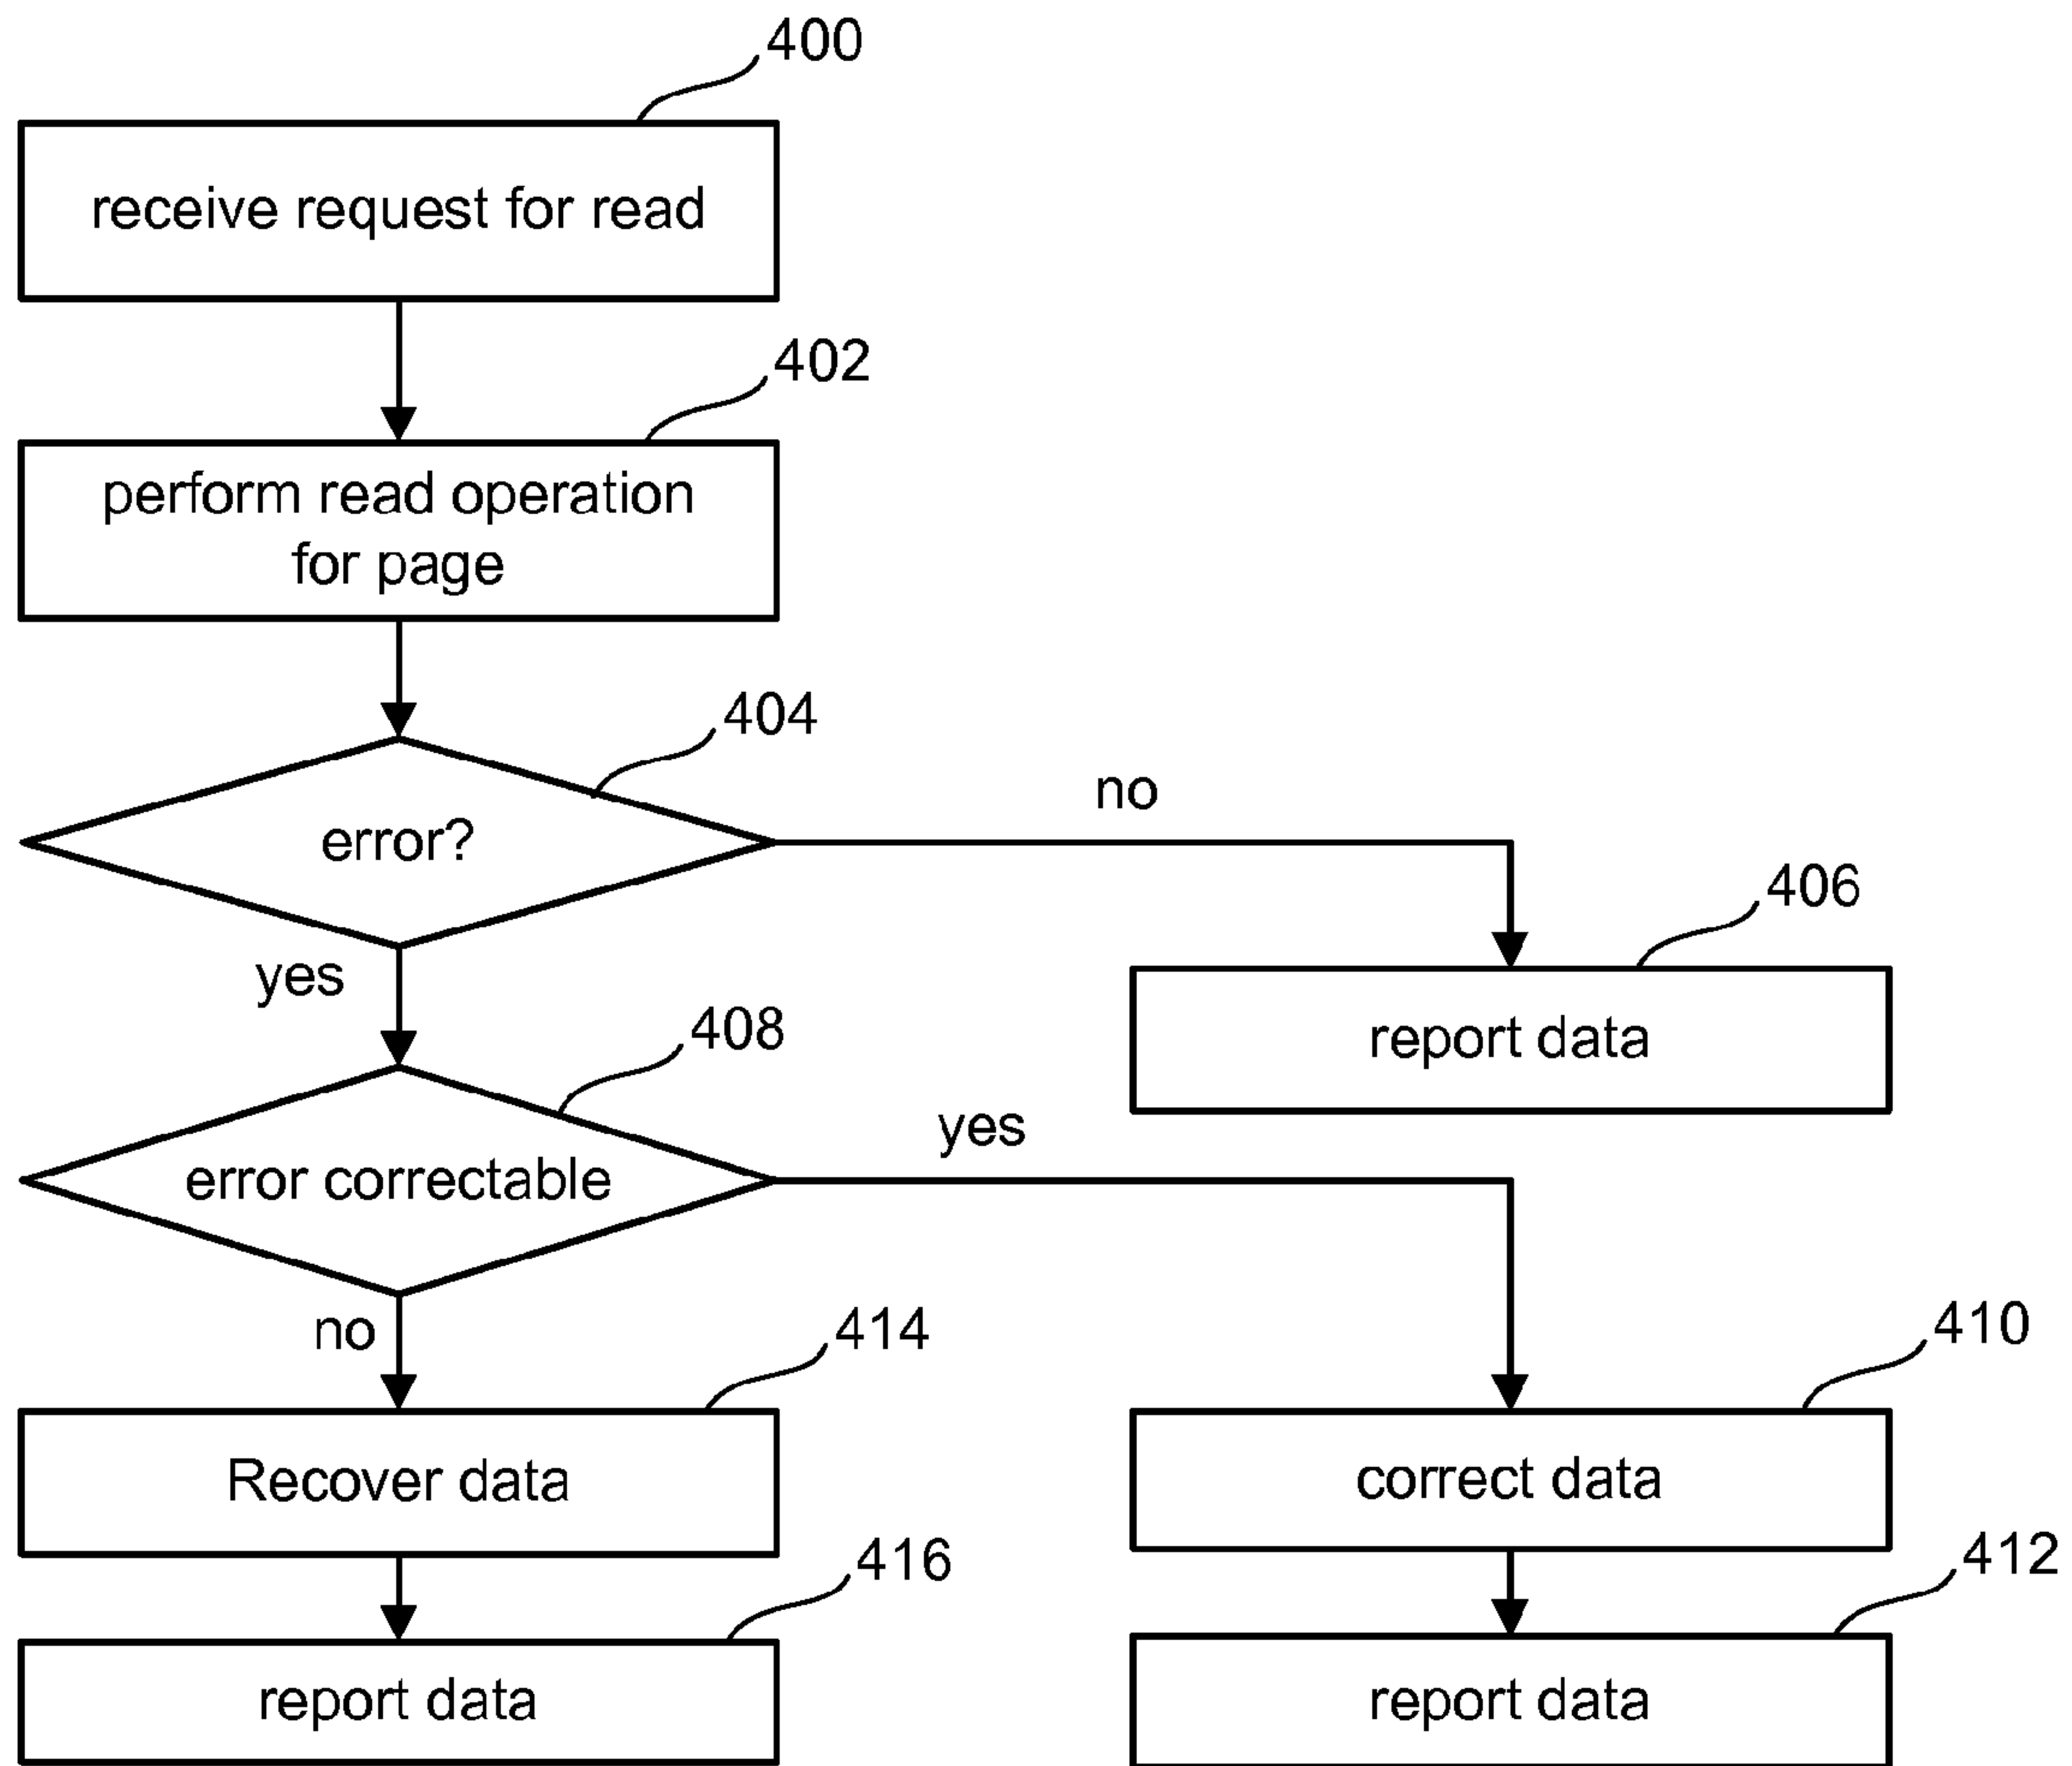 400
receive request for read
402
perform read operation
for page
404
error?
no
406
report data
yes
408
error correctable
yes
no
414
Recover data
410
correct data
416
report data
412
report data